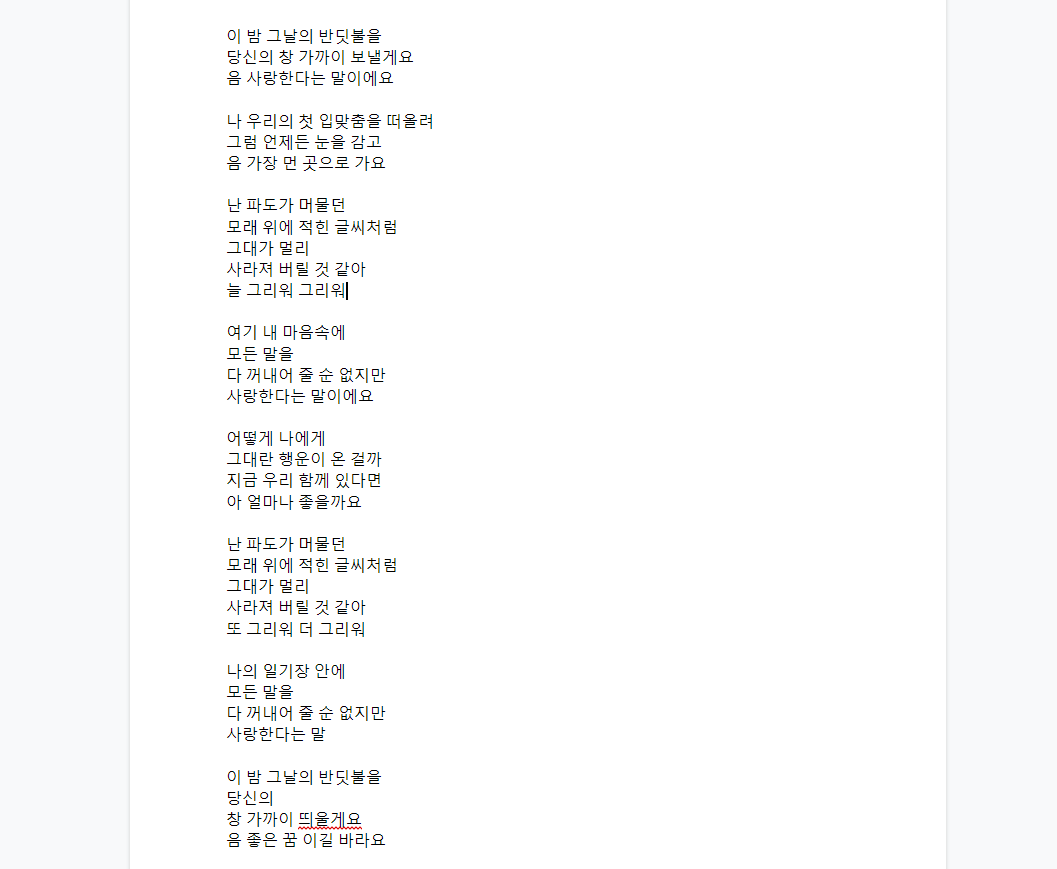 이 밤 그날의 반딧불을
당신의 창 가까이 보낼게요
음 사랑한다는 말이에요
나 우리의 첫 입맞춤을 떠올려
그럼 언제든 눈을 감고
음 가장 먼 곳으로 가요
난 파도가 머물던
모래 위에 적힌 글씨처럼
그대가 멀리
사라져 버릴 것 같아
늘 그리워 그리워
여기 내 마음속에
모든 말을
다 꺼내어 줄 순 없지만
사랑한다는 말이에요
어떻게 나에게
그대란 행운이 온 걸까
지금 우리 함께 있다면
아 얼마나 좋을까요
난 파도가 머물던
모래 위에 적힌 글씨처럼
그대가 멀리
사라져 버릴 것 같아
또 그리워 더 그리워
나의 일기장 안에
모든 말을
다 꺼내어 줄 순 없지만
사랑한다는 말
이 밤 그날의 반딧불을
당신의
창 가까이 띄울게요
음 좋은 꿈 이길 바라요